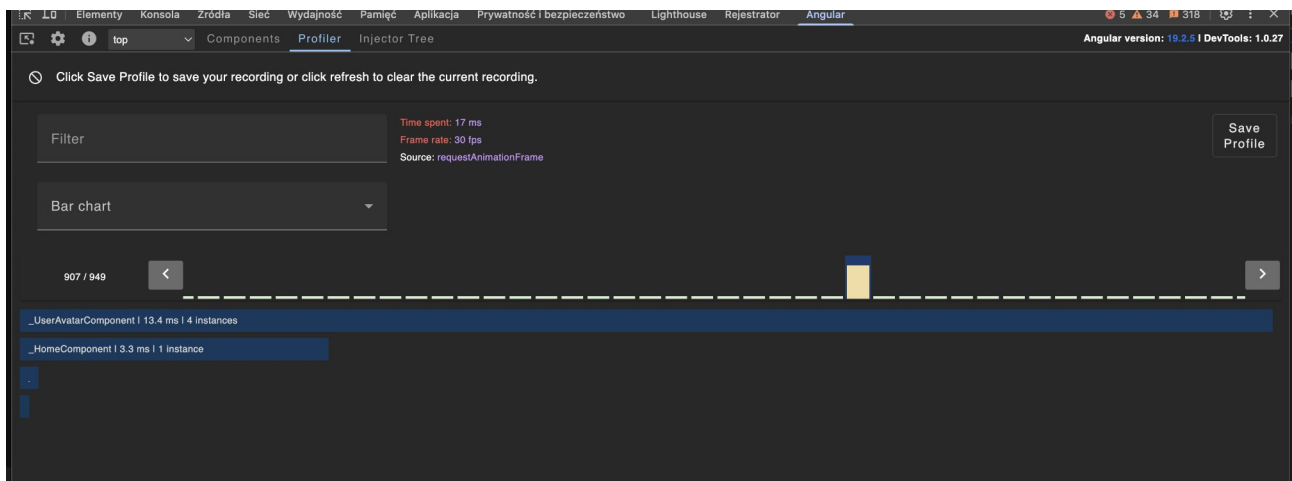 Elementy Konsola Źródła Sieć Wydajność Pamięć Aplikacja Prywatność i bezpieczeństwo Lighthouse Rejestrator Angular 5 34 318
top Components Profiler Injector Tree Angular version: 19.2.5 | DevTools: 1.0.27
Click Save Profile to save your recording or click refresh to clear the current recording.
Filter
Time spent: 17 ms
Frame rate: 30 fps
Source: requestAnimationFrame
Save
Profile
Bar chart
907 / 949
_UserAvatarComponent | 13.4 ms | 4 instances
_HomeComponent | 3.3 ms | 1 instance
.